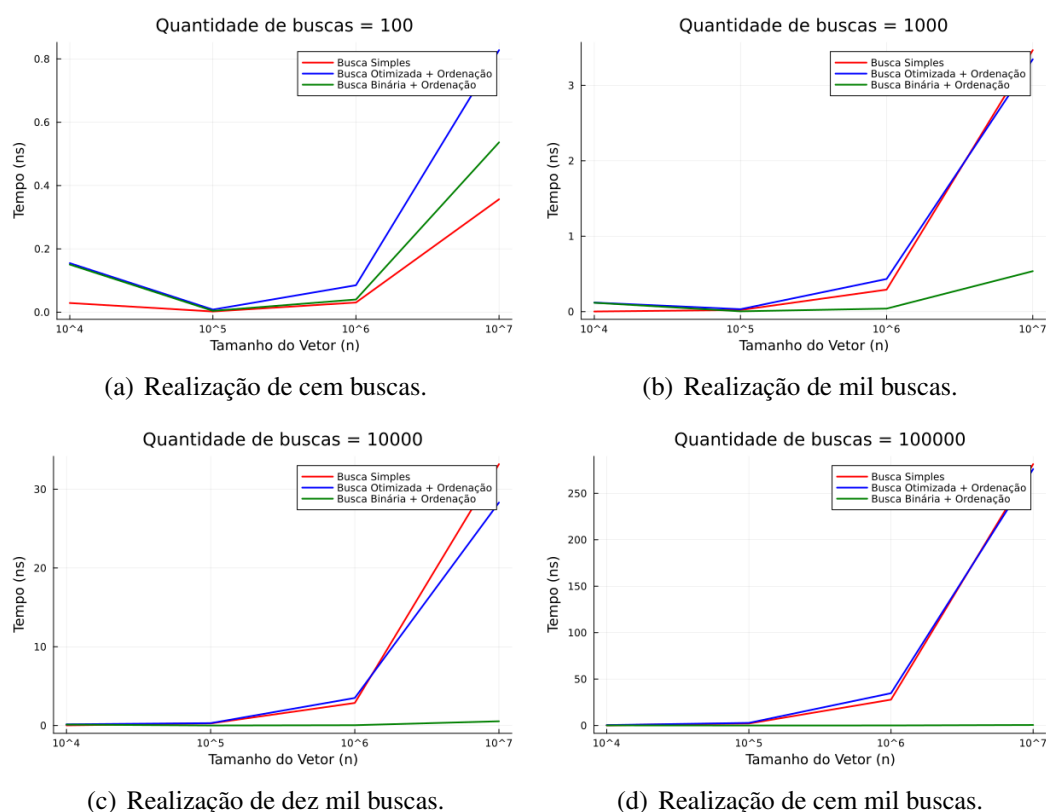 Quantidade de buscas = 100
Busca Simples
Busca Otimizada + Ordenação
Busca Binária + Ordenação
0.8
0.6
0.4
0.2
0.0
Tempo (ns)
10^4
10^5
10^6
10^7
Tamanho do Vetor (n)
(a) Realização de cem buscas.
Quantidade de buscas = 1000
Busca Simples
Busca Otimizada + Ordenação
Busca Binária + Ordenação
3
2
1
0
Tempo (ns)
10^4
10^5
10^6
10^7
Tamanho do Vetor (n)
(b) Realização de mil buscas.
Quantidade de buscas = 10000
Busca Simples
Busca Otimizada + Ordenação
Busca Binária + Ordenação
30
20
10
0
Tempo (ns)
10^4
10^5
10^6
10^7
Tamanho do Vetor (n)
(c) Realização de dez mil buscas.
Quantidade de buscas = 100000
Busca Simples
Busca Otimizada + Ordenação
Busca Binária + Ordenação
250
200
150
100
50
0
Tempo (ns)
10^4
10^5
10^6
10^7
Tamanho do Vetor (n)
(d) Realização de cem mil buscas.